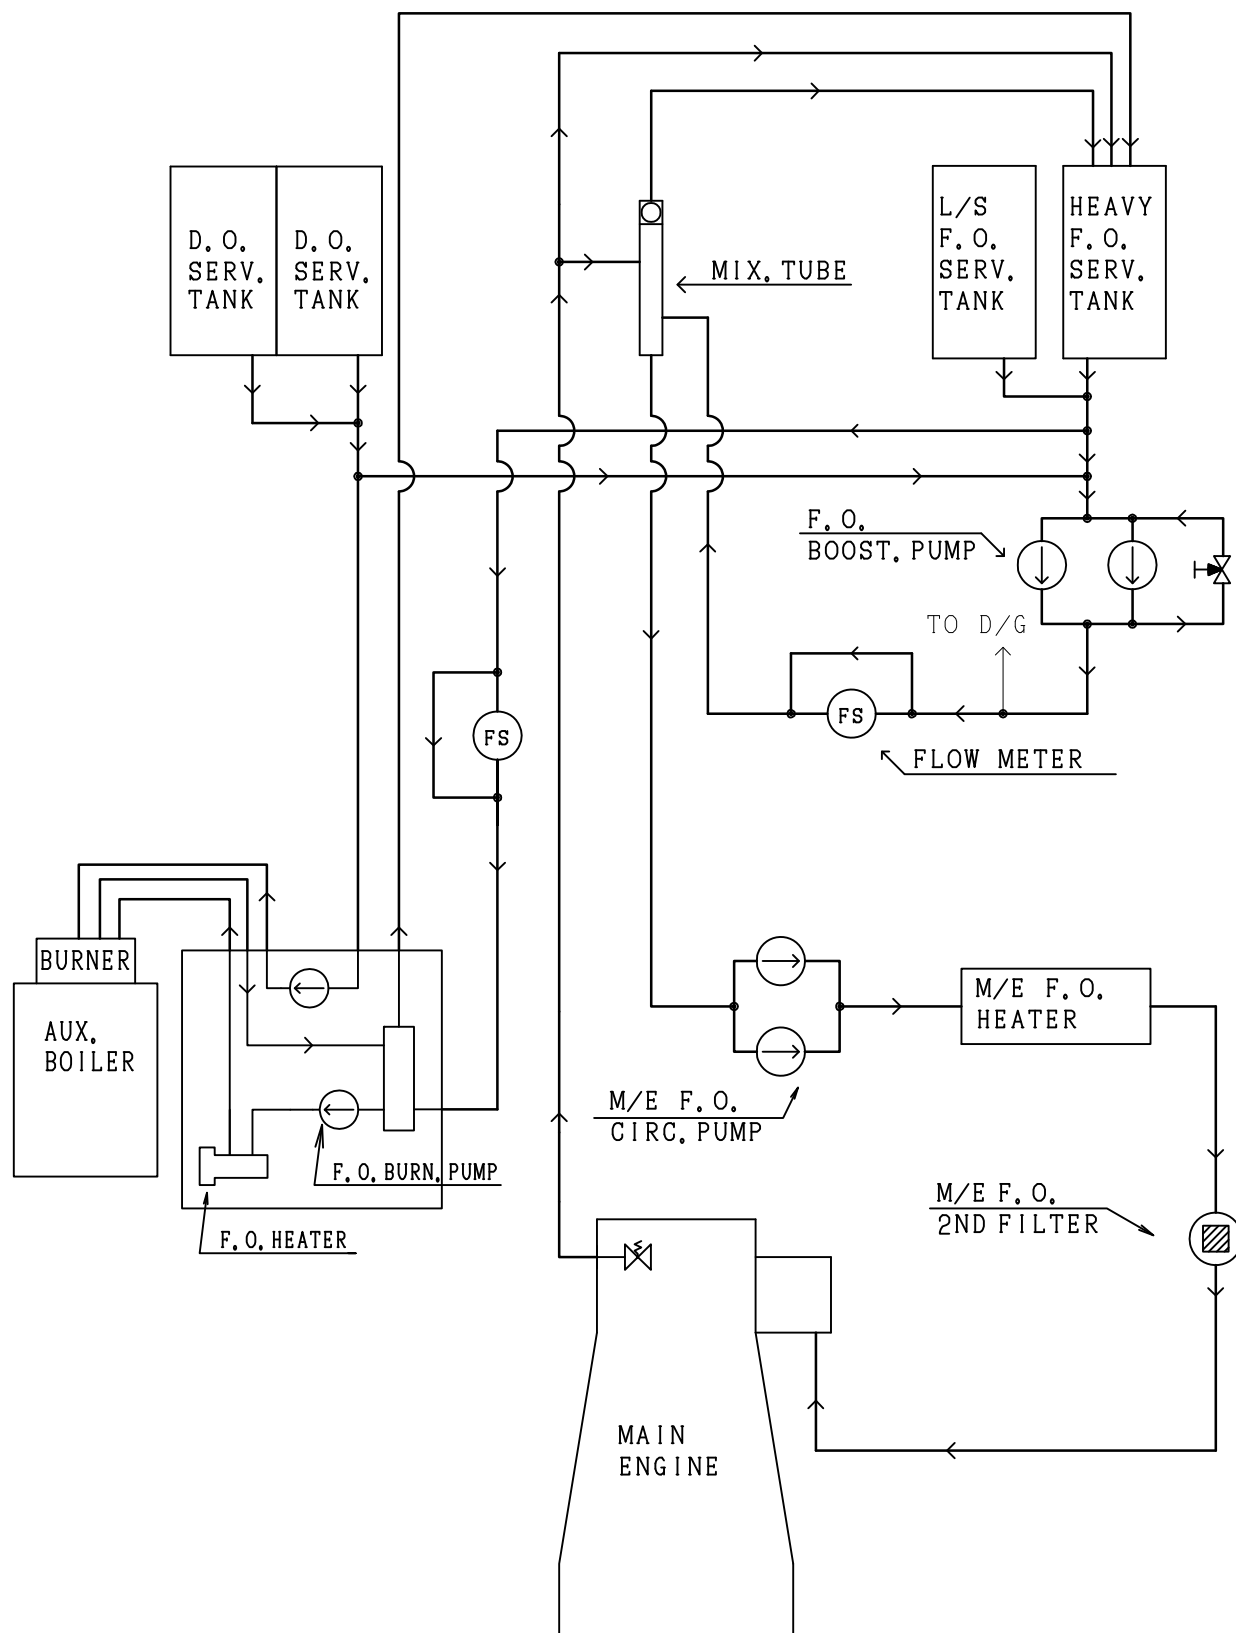 D.O.
SERV.
TANK
D.O.
SERV.
TANK
MIX. TUBE
L/S
F.O.
SERV.
TANK
HEAVY
F.O.
SERV.
TANK
F.O.
BOOST. PUMP
TO D/G
FS
FLOW METER
FS
BURNER
AUX.
BOILER
F.O. BURN. PUMP
F.O. HEATER
M/E F.O.
CIRC. PUMP
M/E F.O.
HEATER
M/E F.O.
2ND FILTER
MAIN
ENGINE